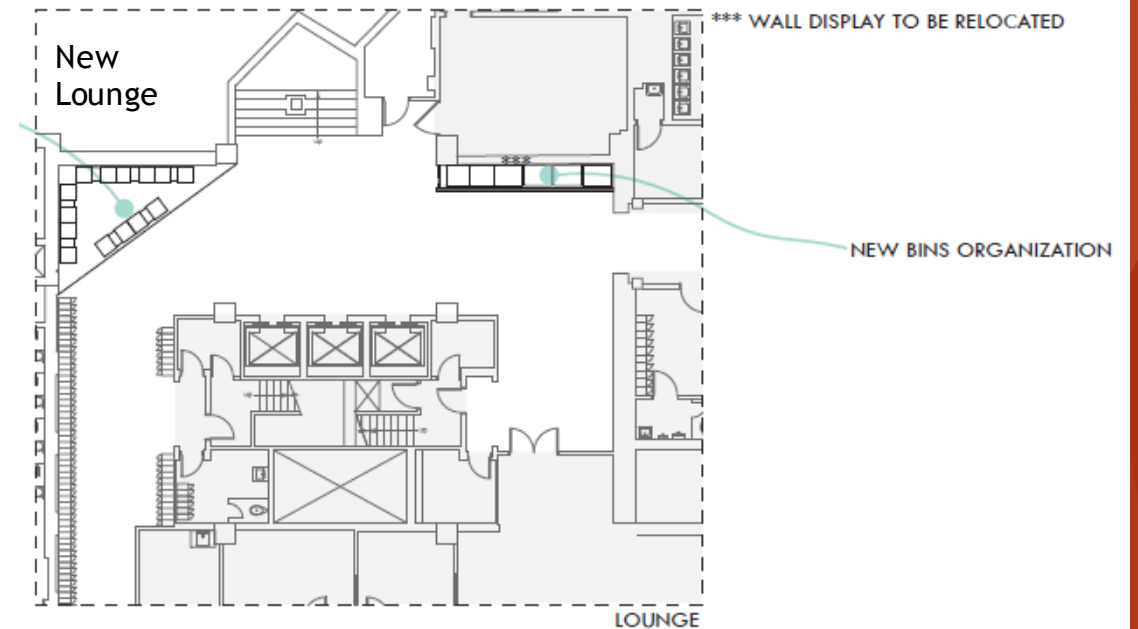 *** WALL DISPLAY TO BE RELOCATED
New
Lounge
***
NEW BINS ORGANIZATION
LOUNGE